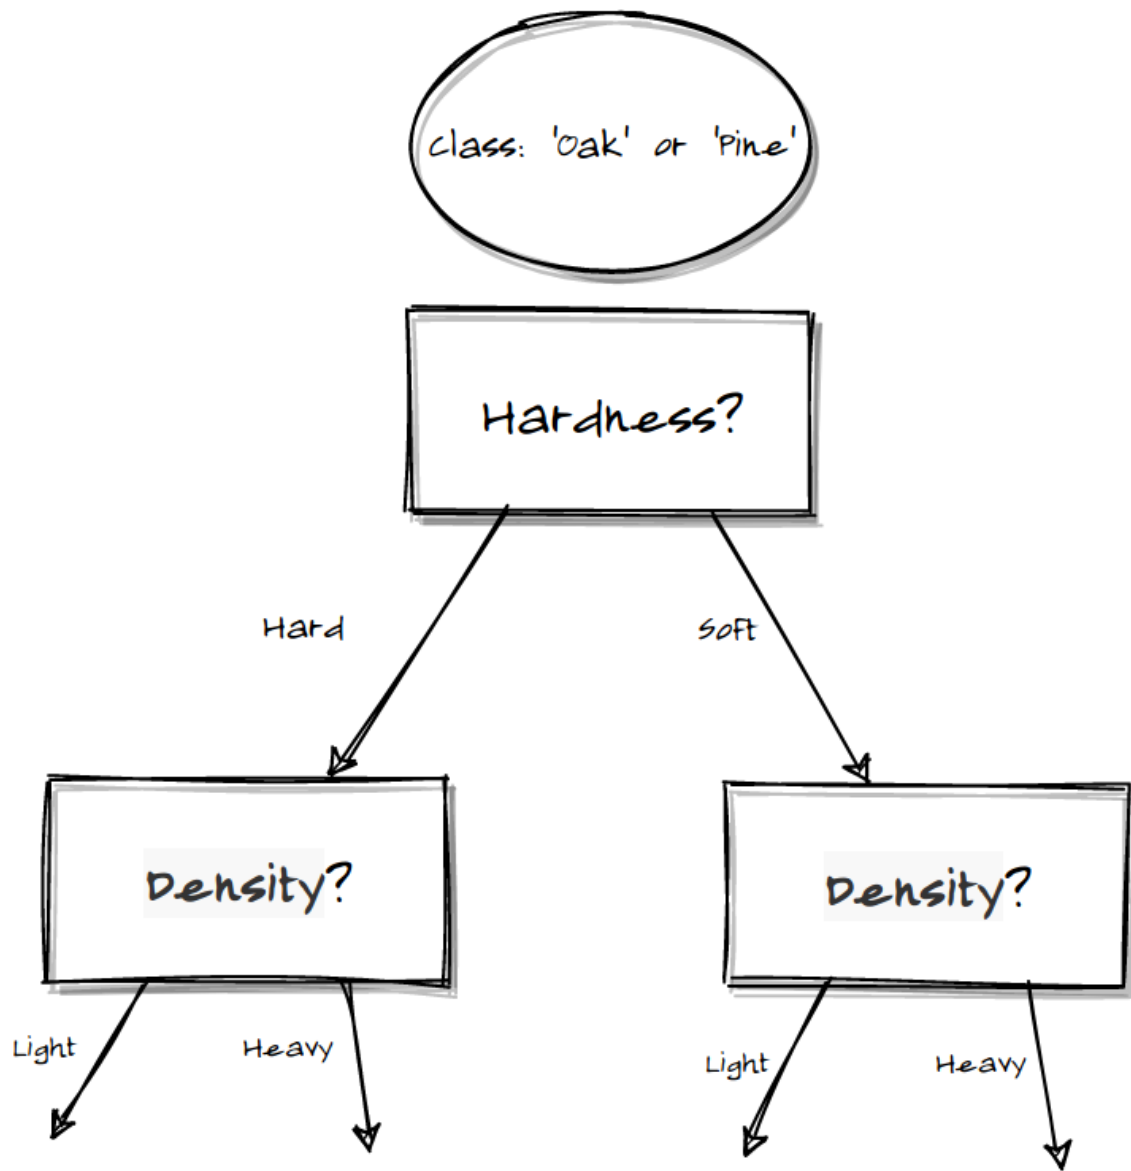 Class: 'Oak' or 'Pine'
Hardness?
Hard
Soft
Density?
Density?
Light
Heavy
Light
Heavy